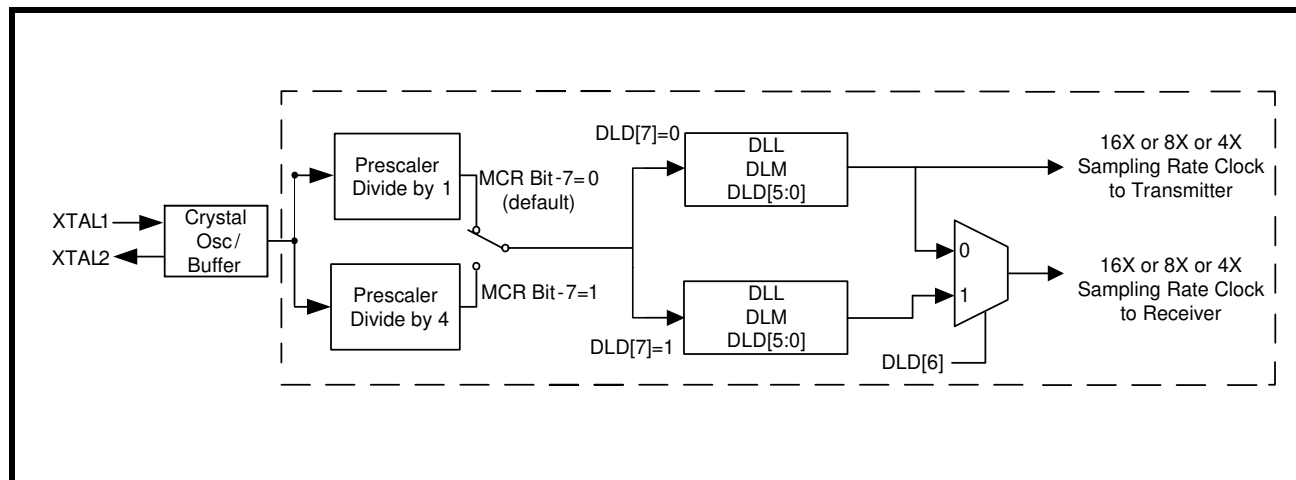 XTAL1
XTAL2
Crystal
Osc/
Buffer
Prescaler
Divide by 1
Prescaler
Divide by 4
MCR Bit-7=0
(default)
MCR Bit-7=1
DLD[7]=0
DLL
DLM
DLD[5:0]
DLD[7]=1
DLL
DLM
DLD[5:0]
0
1
DLD[6]
16X or 8X or 4X
Sampling Rate Clock
to Transmitter
16X or 8X or 4X
Sampling Rate Clock
to Receiver